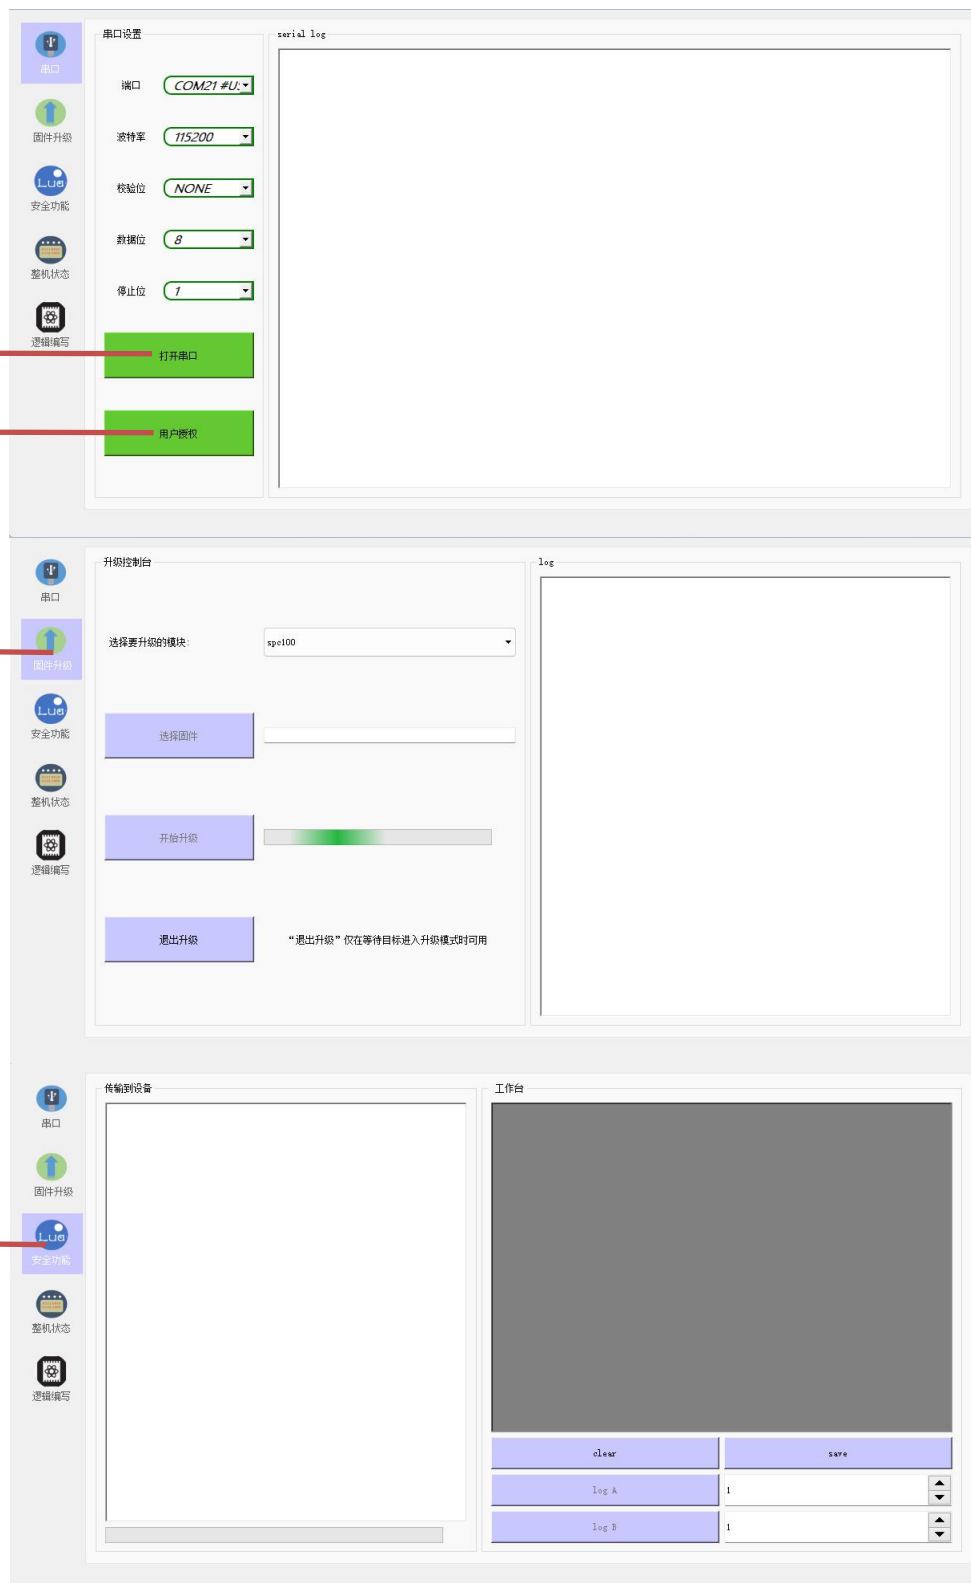 串口
固件升级
Lua
安全功能
整机状态
逻辑编写
串口设置
端口 COM21 #U
波特率 115200
校验位 NONE
数据位 8
停止位 1
打开串口
用户授权
serial log
串口
固件升级
Lua
安全功能
整机状态
逻辑编写
升级控制台
选择要升级的模块:
spc100
选择固件
开始升级
退出升级
“退出升级”仅在等待目标进入升级模式时可用
log
串口
固件升级
Lua
安全功能
整机状态
逻辑编写
传输到设备
工作台
clear
save
log A
1
log B
1